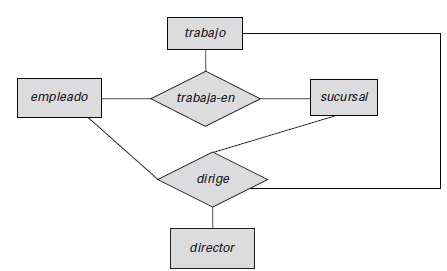 trabajo
empleado
trabaja-en
sucursal
dirige
director